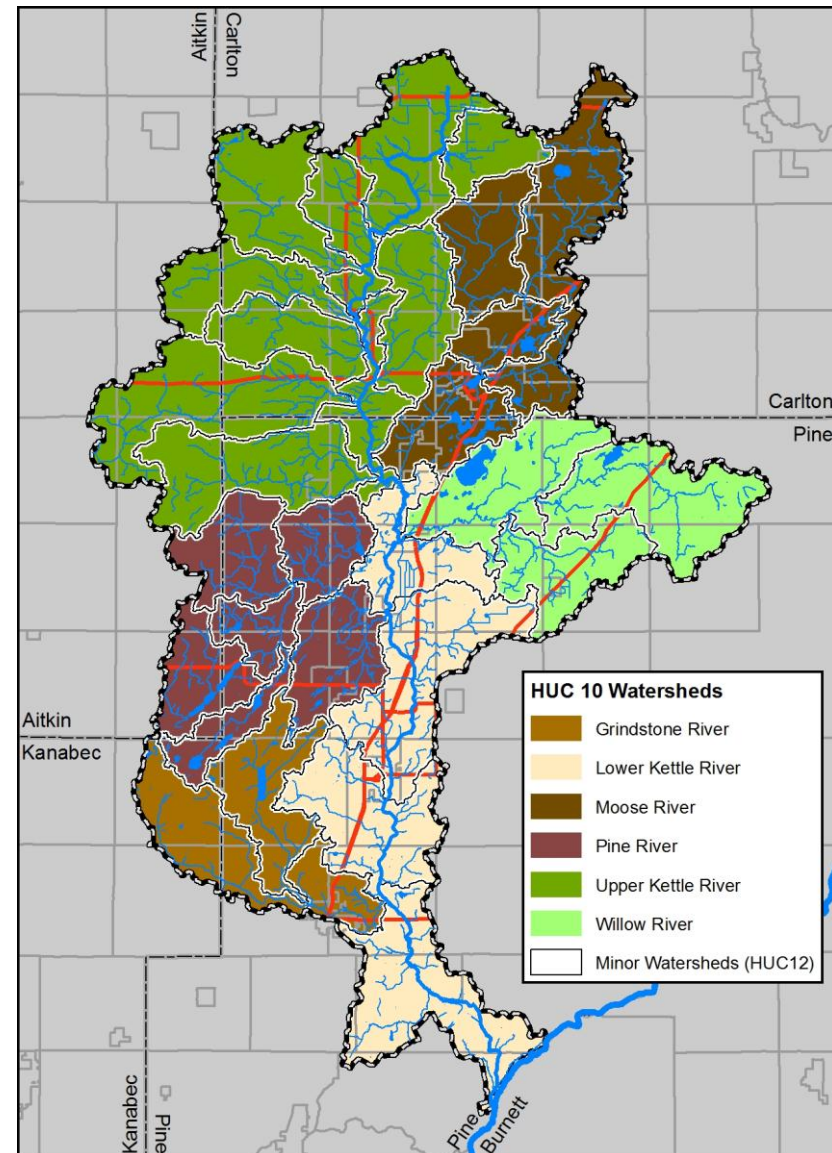 Aitkin
Carlton
Carlton
Pine
HUC 10 Watersheds
Grindstone River
Lower Kettle River
Moose River
Pine River
Upper Kettle River
Willow River
Minor Watersheds (HUC12)
Aitkin
Kanabec
Kanabec
Pine
Pine
Burnett